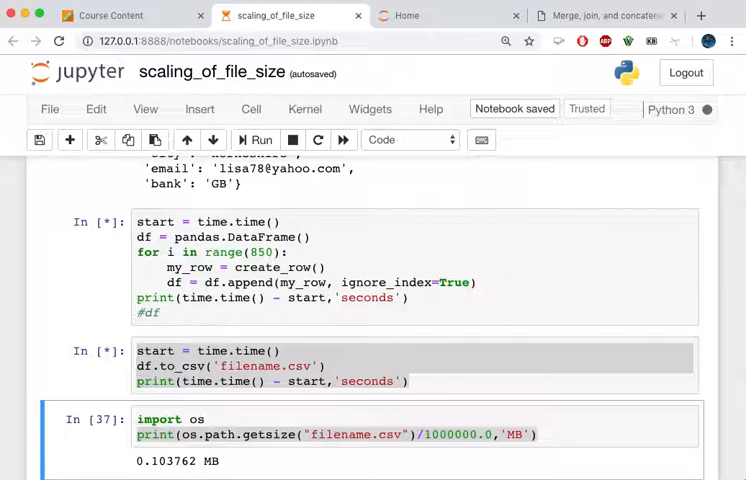 Course Content
scaling_of_file_size
Home
Merge, join, and concatena
127.0.0.1:8888/notebooks/scaling_of_file_size.ipynb
ABP
jupyter scaling_of_file_size (autosaved)
Logout
File Edit View Insert Cell Kernel Widgets Help
Notebook saved
Trusted
Python 3
Run
Code
'email': 'lisa78@yahoo.com',
'bank': 'GB'}
In [*]:
start = time.time()
df = pandas.DataFrame()
for i in range(850):
my_row = create_row()
df = df.append(my_row, ignore_index=True)
print(time.time() - start,'seconds')
#df
In [*]:
start = time.time()
df.to_csv('filename.csv')
print(time.time() - start,'seconds')
In [37]:
import os
print(os.path.getsize("filename.csv")/1000000.0,'MB')
0.103762 MB